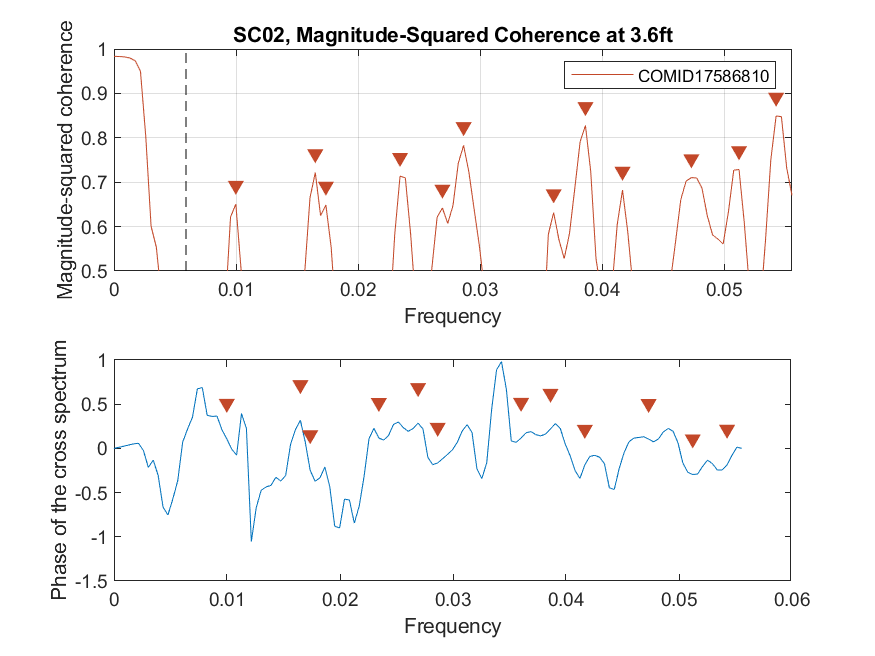 SC02, Magnitude-Squared Coherence at 3.6ft
Magnitude-squared coherence
1
0.9
0.8
0.7
0.6
0.5
COMID17586810
0 0.01 0.02 0.03 0.04 0.05
Frequency
Phase of the cross spectrum
1
0.5
0
-0.5
-1
-1.5
0 0.01 0.02 0.03 0.04 0.05 0.06
Frequency